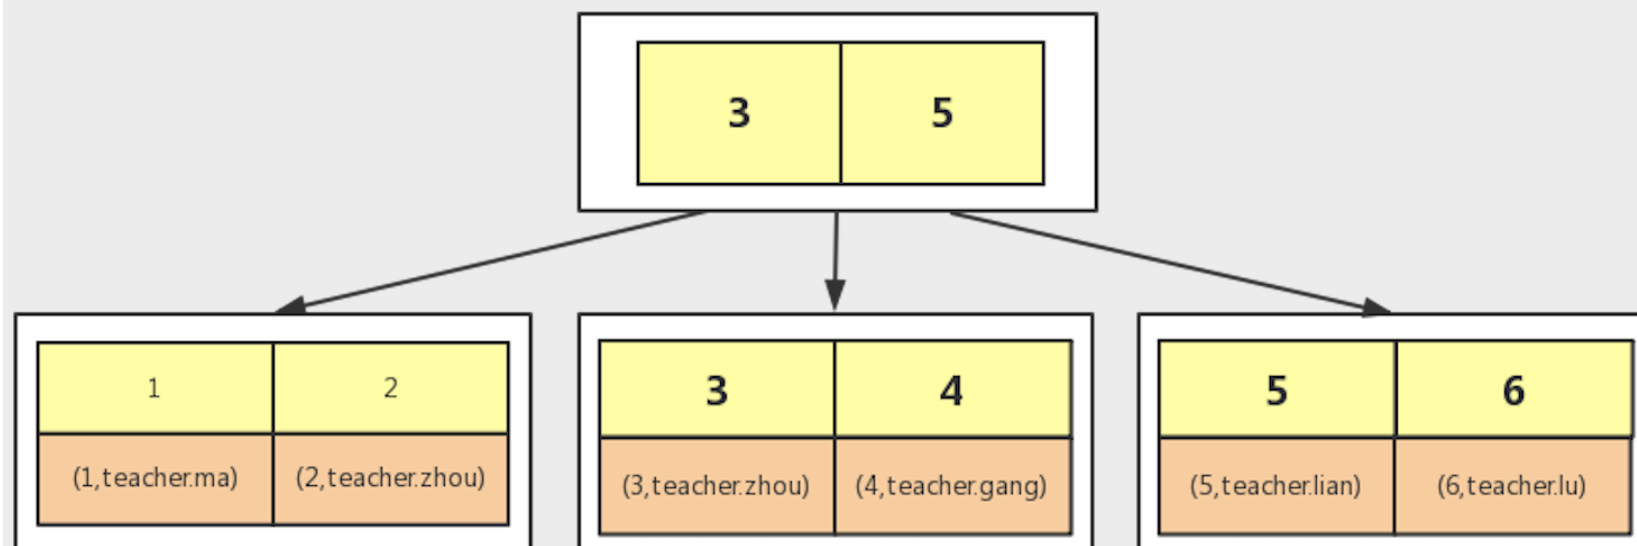 3 5
1 2
(1,teacher.ma) (2,teacher.zhou)
3 4
(3,teacher.zhou) (4,teacher.gang)
5 6
(5,teacher.lian) (6,teacher.lu)